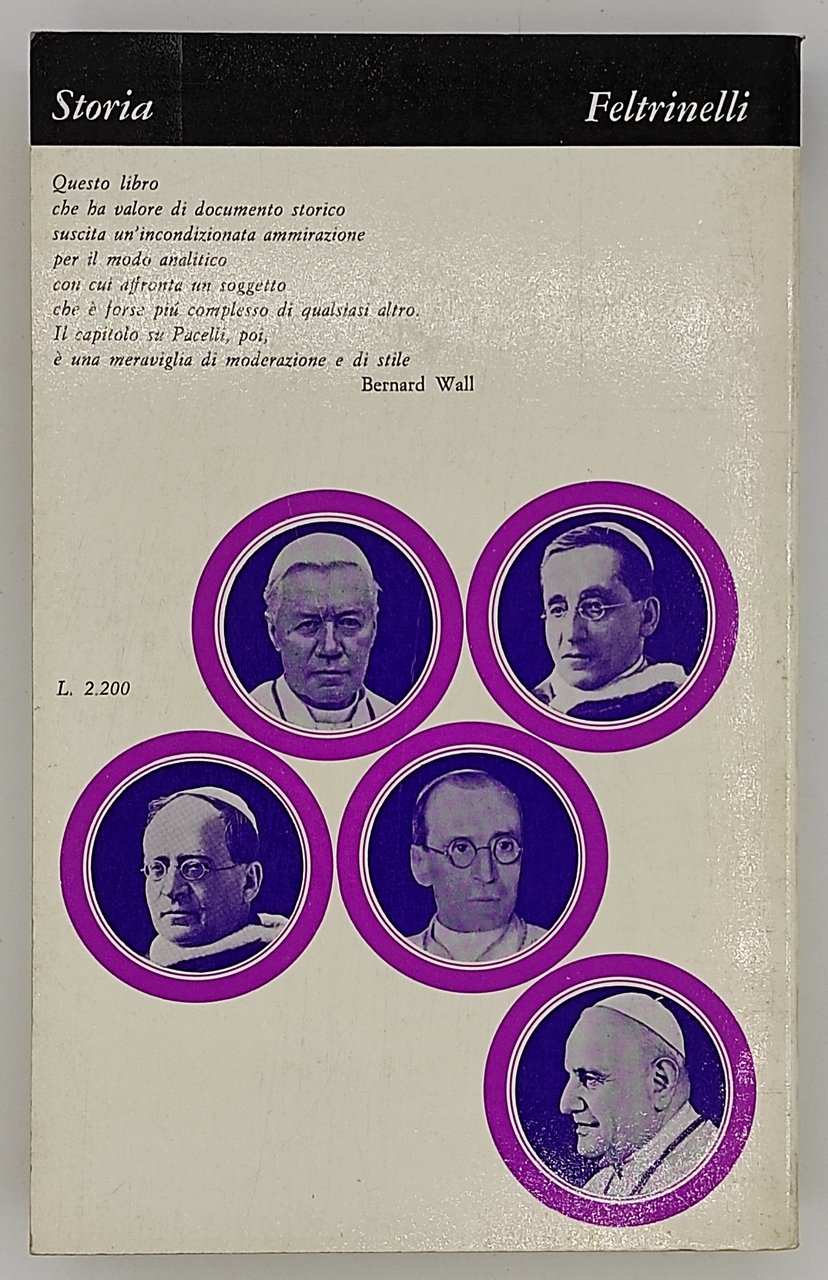 Storia
Feltrinelli
Questo libro
che ha valore di documento storico
suscita un'incondizionata ammirazione
per il modo analitico
con cui affronta un soggetto
che è forse piú complesso di qualsiasi altro.
Il capitolo su Pacelli, poi,
è una meraviglia di moderazione e di stile
Bernard Wall
L. 2.200